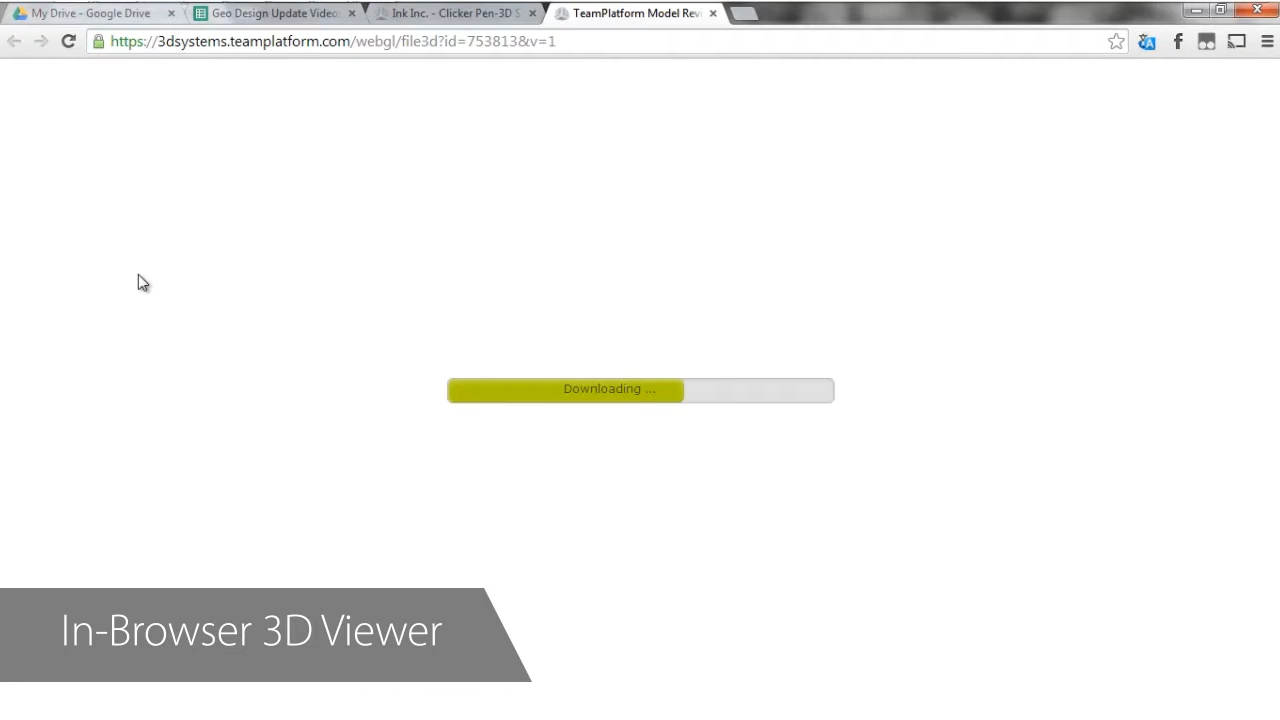 My Drive - Google Drive
Geo Design Update Video
Ink Inc. - Clicker Pen-3D S
TeamPlatform Model Revi
https://3dsystems.teamplatform.com/webgl/file3d?id=753813&v=1
Downloading ...
In-Browser 3D Viewer